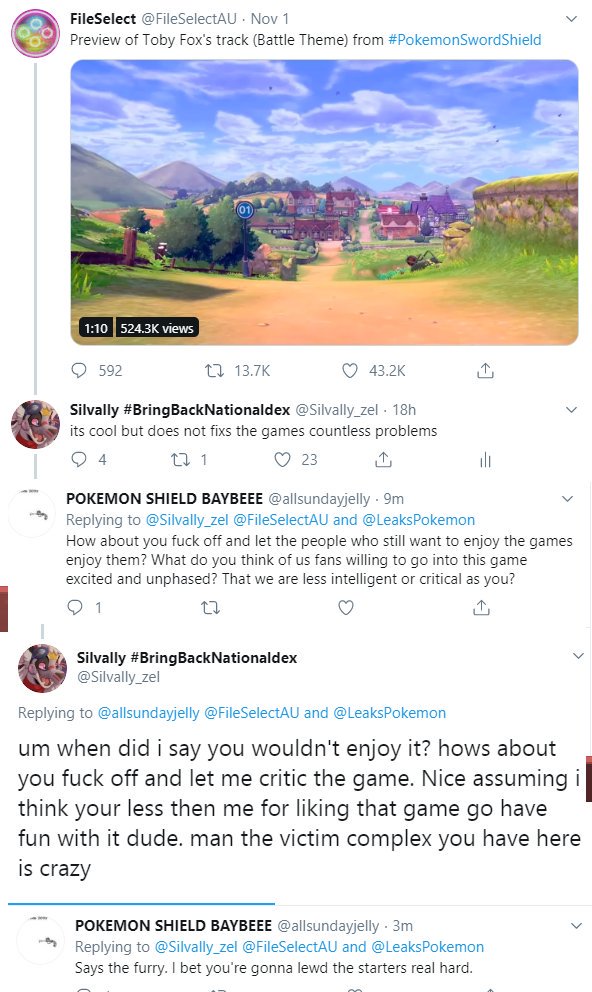 FileSelect @FileSelectAU · Nov 1
Preview of Toby Fox's track (Battle Theme) from #PokemonSwordShield
01
1:10 524.3K views
592 13.7K 43.2K
Silvally #BringBackNationaldex @Silvally_zel · 18h
its cool but does not fixs the games countless problems
4 1 23
POKEMON SHIELD BAYBEEE @allsundayjelly · 9m
Replying to @Silvally_zel @FileSelectAU and @LeaksPokemon
How about you fuck off and let the people who still want to enjoy the games
enjoy them? What do you think of us fans willing to go into this game
excited and unphased? That we are less intelligent or critical as you?
1
Silvally #BringBackNationaldex
@Silvally_zel
Replying to @allsundayjelly @FileSelectAU and @LeaksPokemon
um when did i say you wouldn't enjoy it? hows about
you fuck off and let me critic the game. Nice assuming i
think your less then me for liking that game go have
fun with it dude. man the victim complex you have here
is crazy
POKEMON SHIELD BAYBEEE @allsundayjelly · 3m
Replying to @Silvally_zel @FileSelectAU and @LeaksPokemon
Says the furry. I bet you're gonna lewd the starters real hard.